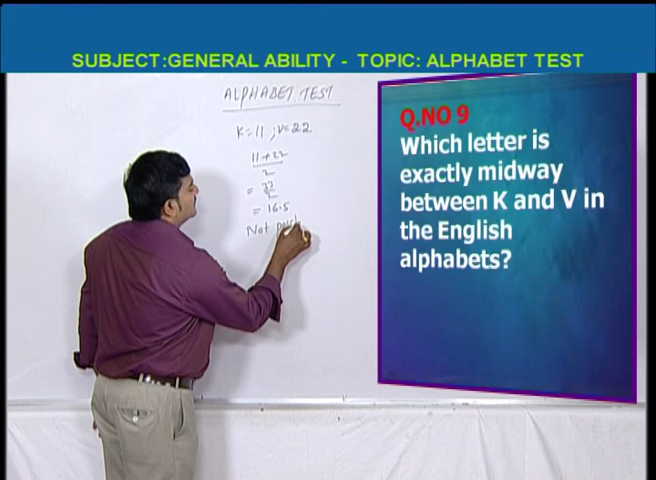 SUBJECT:GENERAL ABILITY - TOPIC: ALPHABET TEST
ALPHABET TEST
K=11 ; V=22
11+22
2
= 33
2
= 16.5
Not
Q.NO 9
Which letter is
exactly midway
between K and V in
the English
alphabets?